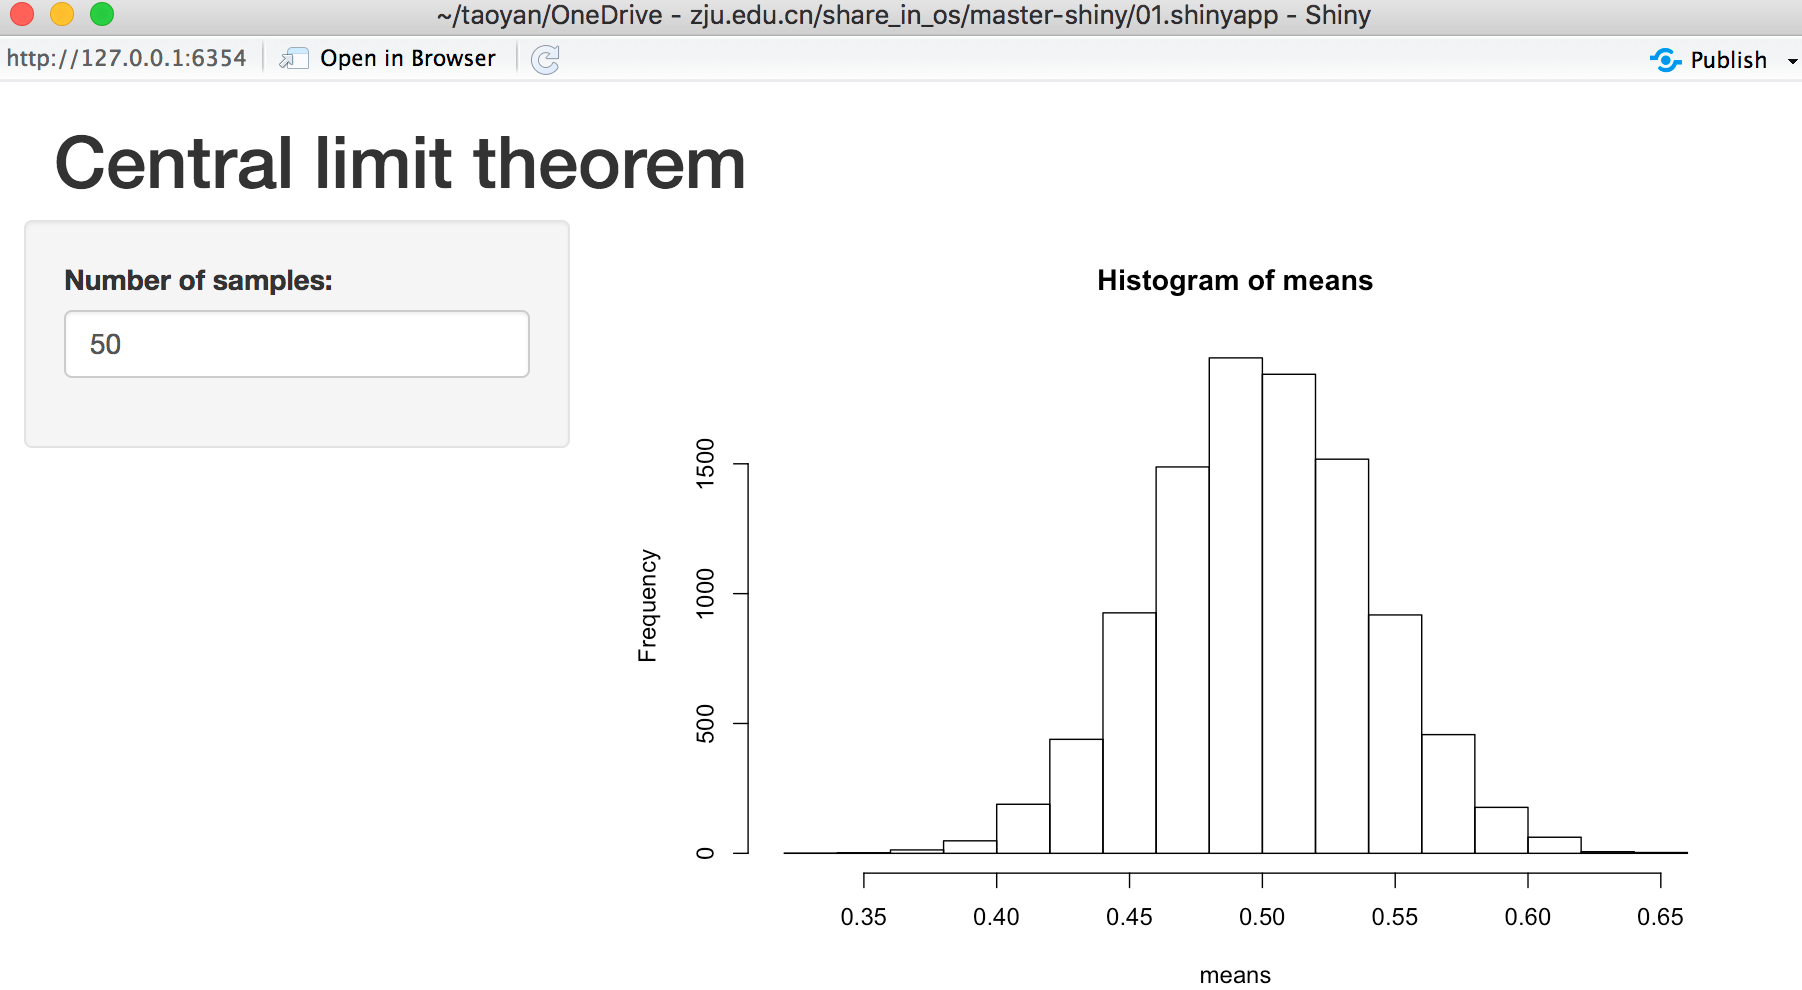 ~/taoyan/OneDrive - zju.edu.cn/share_in_os/master-shiny/01.shinyapp - Shiny
http://127.0.0.1:6354 Open in Browser Publish
Central limit theorem
Number of samples:
50
Histogram of means
Frequency
1500
1000
500
0
0.35 0.40 0.45 0.50 0.55 0.60 0.65
means